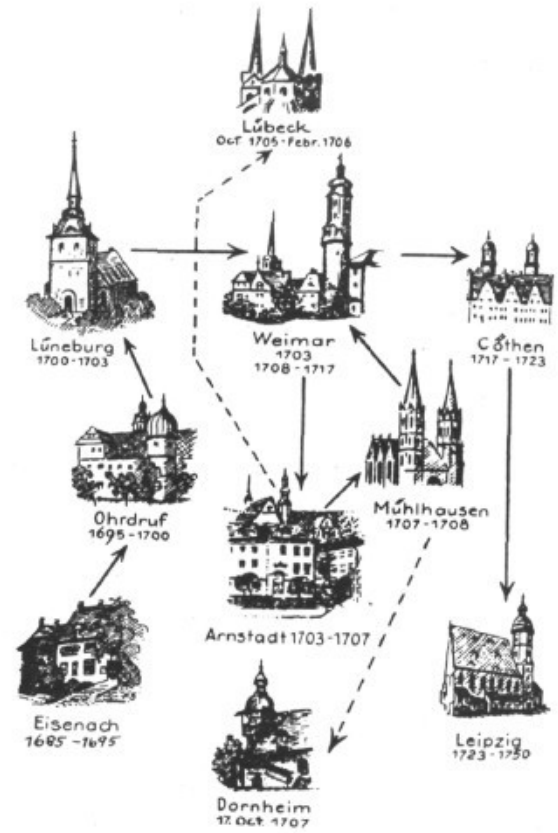 Lübeck
Oct. 1705-Febr. 1706
Lüneburg
1700-1703
Weimar
1703
1708-1717
Cöthen
1717-1723
Ohrdruf
1695-1700
Mühlhausen
1707-1708
Arnstadt 1703-1707
Eisenach
1685-1695
Leipzig
1723-1750
Dornheim
17. Oct. 1707